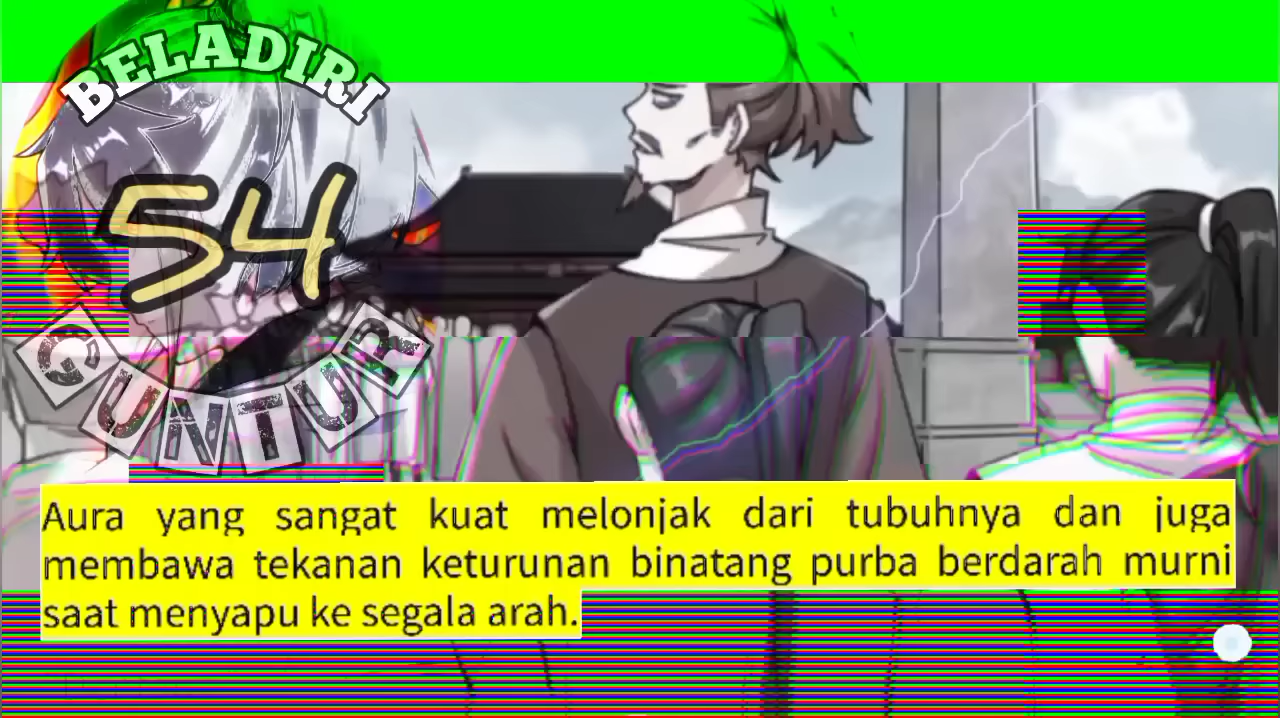 BELADIRI
54
GUNTUR
Aura yang sangat kuat melonjak dari tubuhnya dan juga
membawa tekanan keturunan binatang purba berdarah murni
saat menyapu ke segala arah.